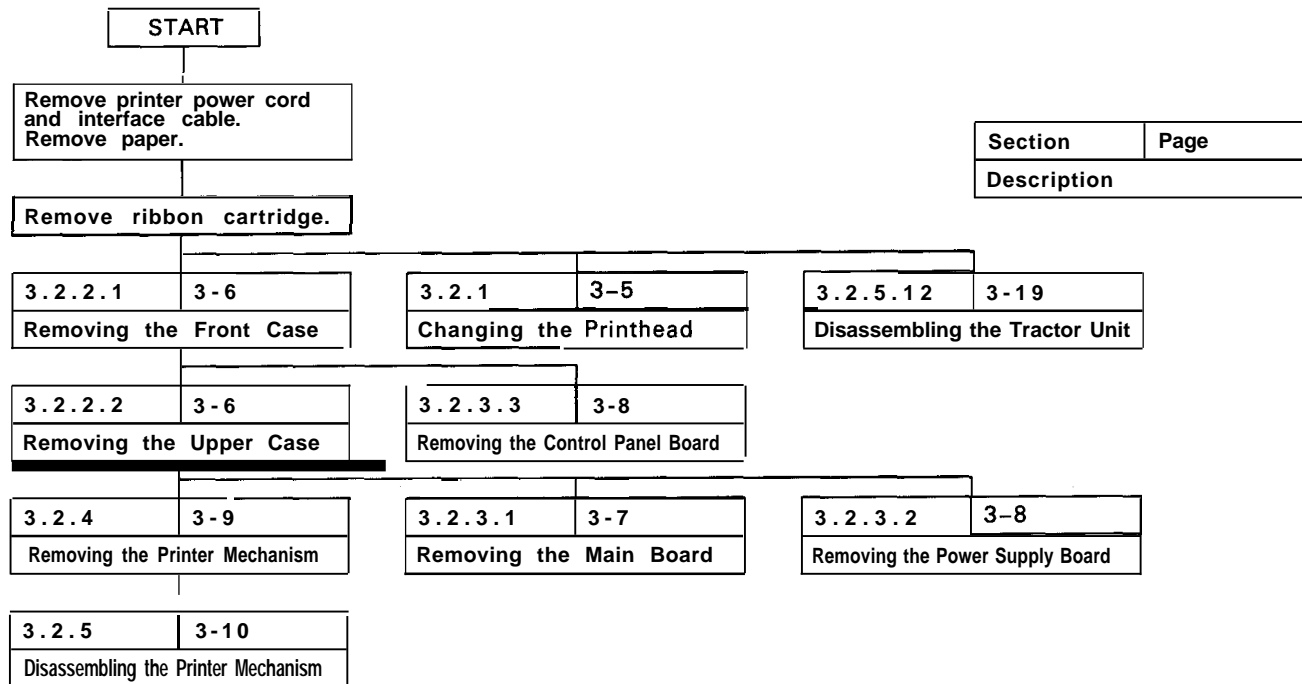 START
Remove printer power cord
and interface cable.
Remove paper.
Section Page
Description
Remove ribbon cartridge.
3.2.2.1 3-6
Removing the Front Case
3.2.1 3-5
Changing the Printhead
3.2.5.12 3-19
Disassembling the Tractor Unit
3.2.2.2 3-6
Removing the Upper Case
3.2.3.3 3-8
Removing the Control Panel Board
3.2.4 3-9
Removing the Printer Mechanism
3.2.3.1 3-7
Removing the Main Board
3.2.3.2 3-8
Removing the Power Supply Board
3.2.5 3-10
Disassembling the Printer Mechanism